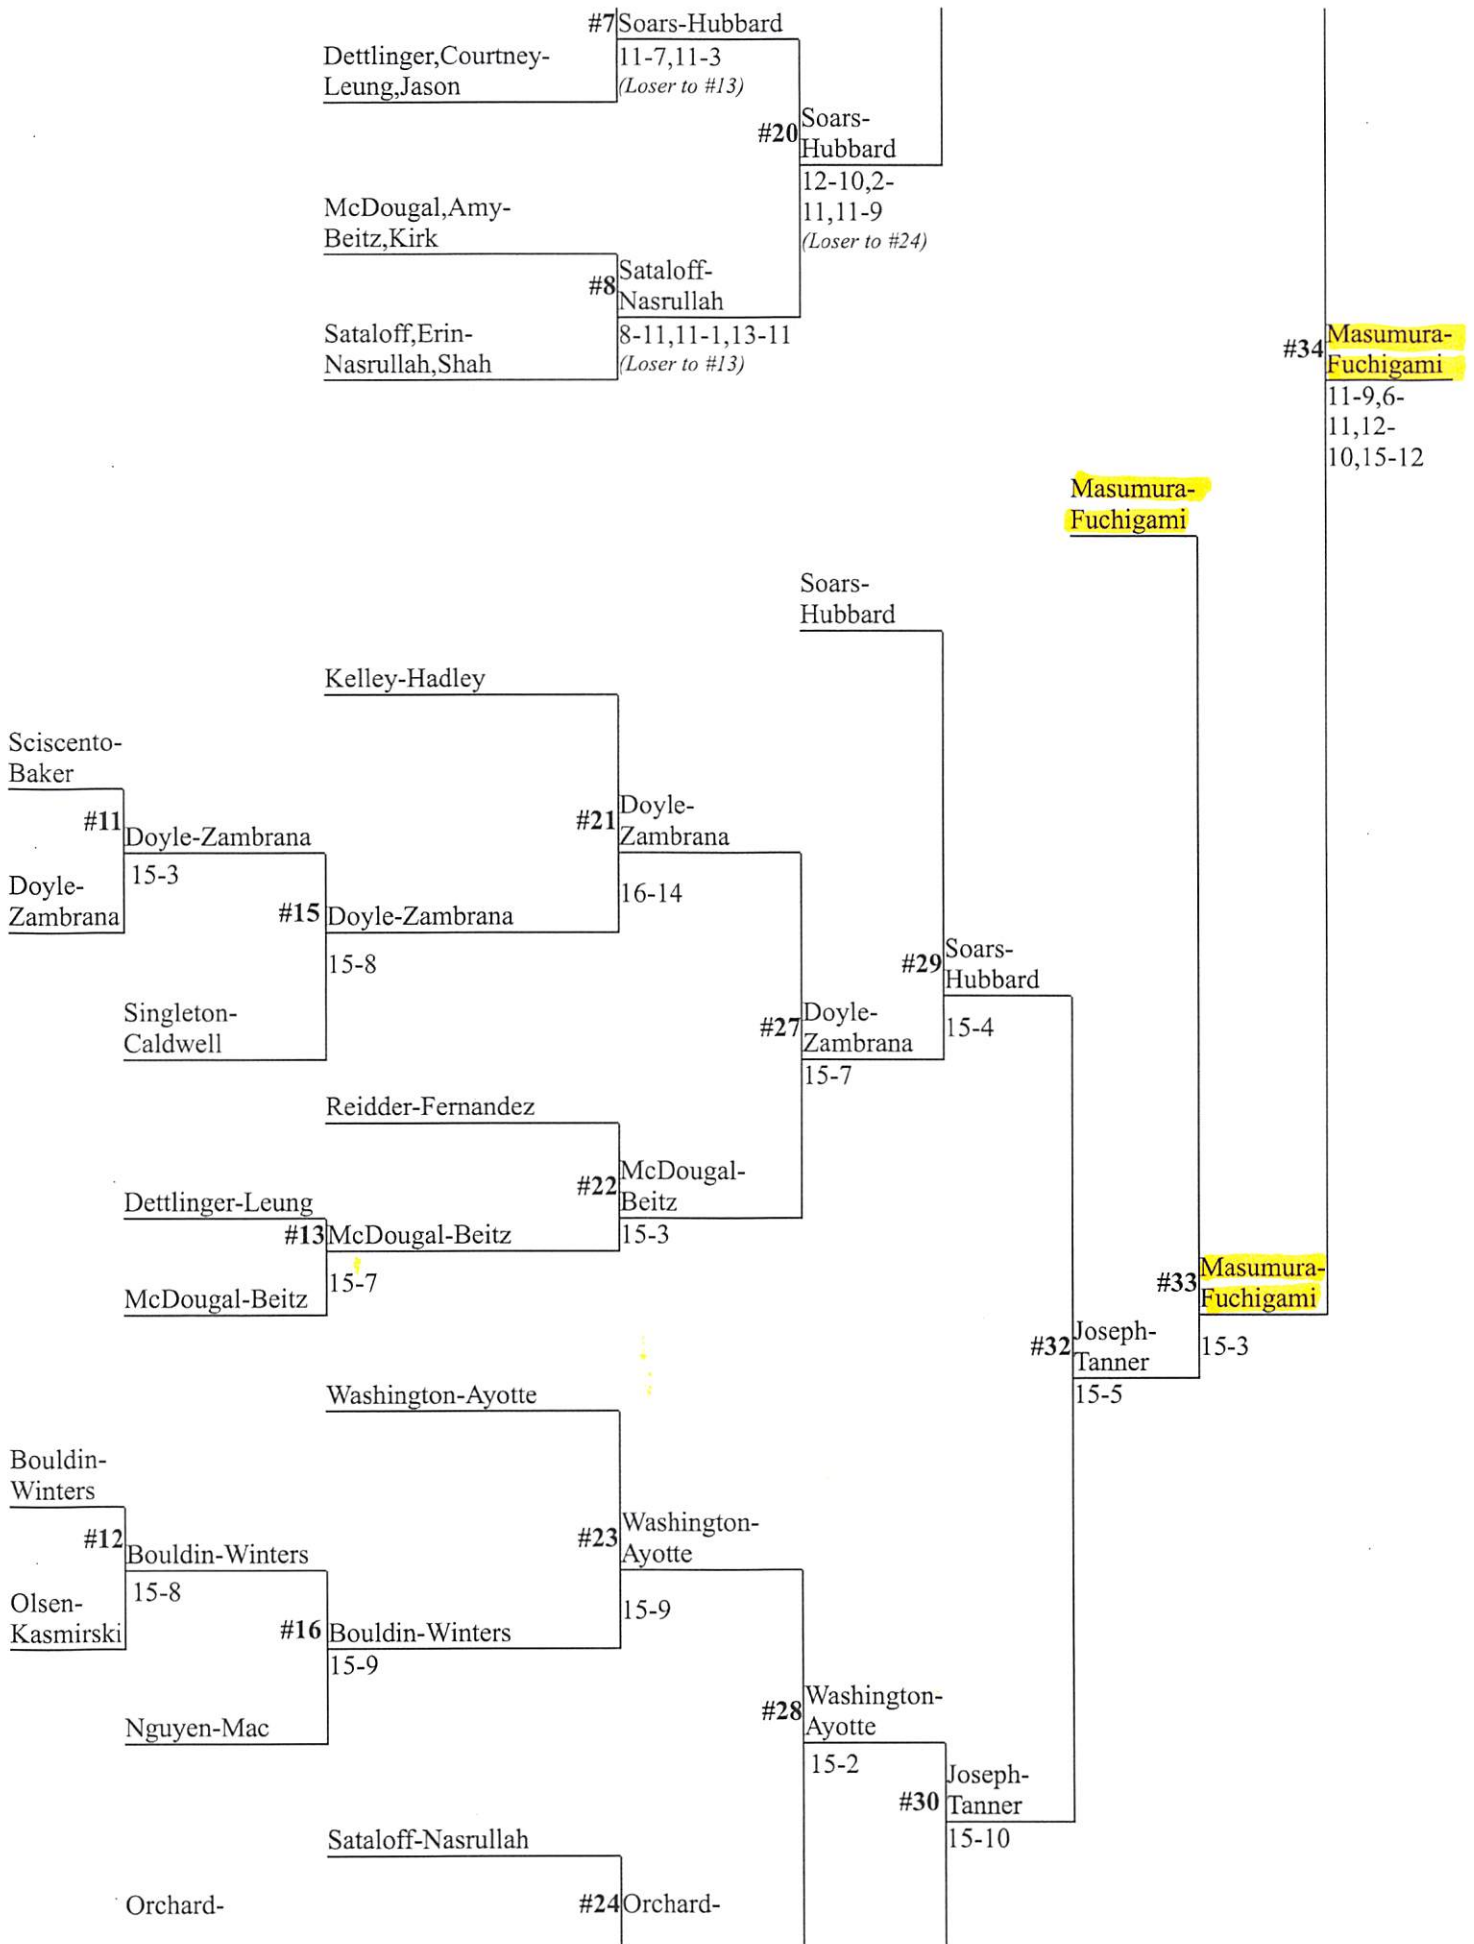 #7 Soars-Hubbard
Dettlinger,Courtney-
Leung,Jason
11-7,11-3
(Loser to #13)
#20 Soars-
Hubbard
12-10,2-
11,11-9
(Loser to #24)
McDougal,Amy-
Beitz,Kirk
#8 Sataloff-
Nasrullah
8-11,11-1,13-11
(Loser to #13)
Sataloff,Erin-
Nasrullah,Shah
#34 Masumura-
Fuchigami
11-9,6-
11,12-
10,15-12
Masumura-
Fuchigami
Soars-
Hubbard
Kelley-Hadley
Sciscento-
Baker
#11 Doyle-Zambrana
15-3
Doyle-
Zambrana
#21 Doyle-
Zambrana
16-14
#15 Doyle-Zambrana
15-8
Singleton-
Caldwell
#29 Soars-
Hubbard
15-4
#27 Doyle-
Zambrana
15-7
Reidder-Fernandez
#22 McDougal-
Beitz
15-3
Dettlinger-Leung
#13 McDougal-Beitz
15-7
McDougal-Beitz
#33 Masumura-
Fuchigami
15-3
#32 Joseph-
Tanner
15-5
Washington-Ayotte
Bouldin-
Winters
#12 Bouldin-Winters
15-8
Olsen-
Kasmirski
#23 Washington-
Ayotte
15-9
#16 Bouldin-Winters
15-9
Nguyen-Mac
#28 Washington-
Ayotte
15-2
#30 Joseph-
Tanner
15-10
Sataloff-Nasrullah
Orchard-
#24 Orchard-